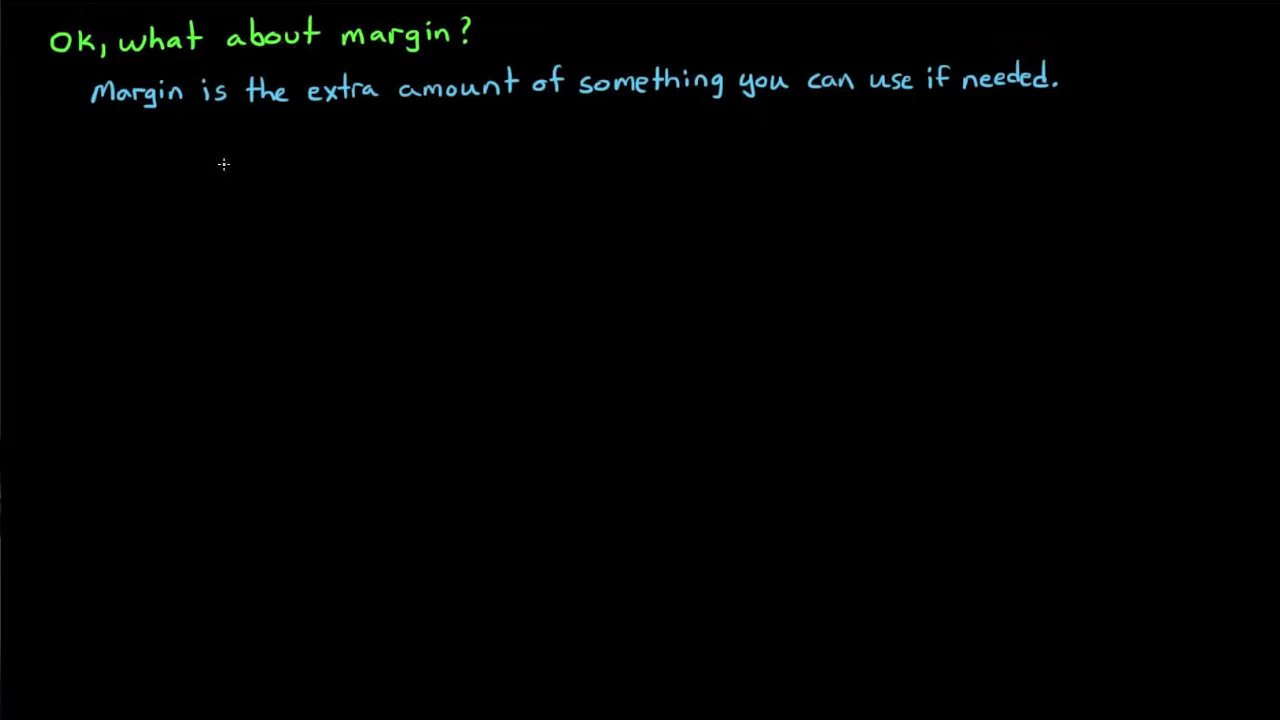 Ok, what about margin?
Margin is the extra amount of something you can use if needed.